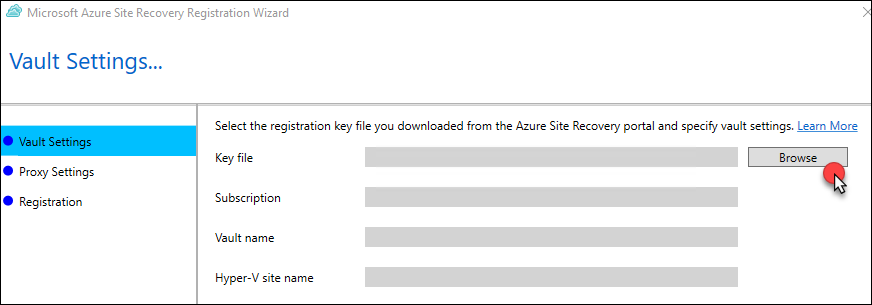 Microsoft Azure Site Recovery Registration Wizard
Vault Settings...
Select the registration key file you downloaded from the Azure Site Recovery portal and specify vault settings. Learn More
Vault Settings
Key file
Browse
Proxy Settings
Subscription
Registration
Vault name
Hyper-V site name